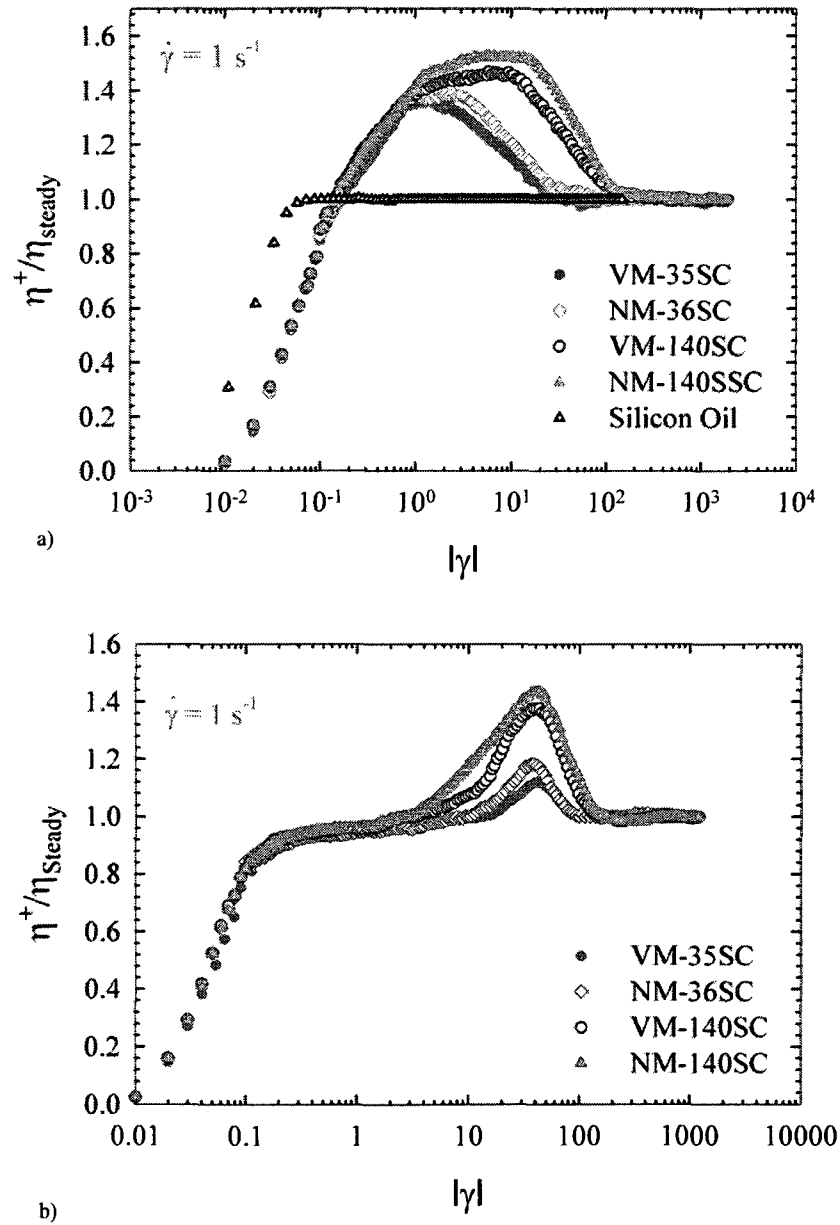 1.6
1.4
1.2
1.0
0.8
0.6
0.4
0.2
0.0
η⁺/η_steady
γ̇ = 1 s⁻¹
VM-35SC
NM-36SC
VM-140SC
NM-140SSC
Silicon Oil
10⁻³ 10⁻² 10⁻¹ 10⁰ 10¹ 10² 10³ 10⁴
|γ|
a)
1.6
1.4
1.2
1.0
0.8
0.6
0.4
0.2
0.0
η⁺/η_Steady
γ̇ = 1 s⁻¹
VM-35SC
NM-36SC
VM-140SC
NM-140SC
0.01 0.1 1 10 100 1000 10000
|γ|
b)